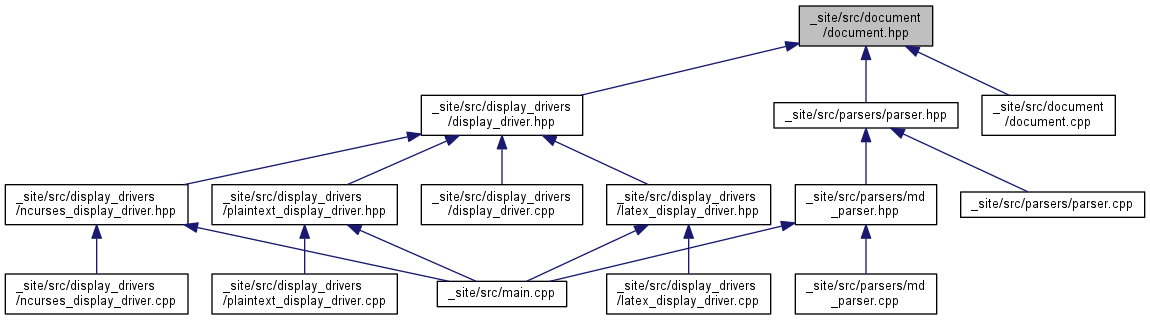 _site/src/document
/document.hpp
_site/src/display_drivers
/display_driver.hpp
_site/src/parsers/parser.hpp
_site/src/document
/document.cpp
_site/src/display_drivers
/ncurses_display_driver.hpp
_site/src/display_drivers
/plaintext_display_driver.hpp
_site/src/display_drivers
/display_driver.cpp
_site/src/display_drivers
/latex_display_driver.hpp
_site/src/parsers/md
_parser.hpp
_site/src/parsers/parser.cpp
_site/src/display_drivers
/ncurses_display_driver.cpp
_site/src/display_drivers
/plaintext_display_driver.cpp
_site/src/main.cpp
_site/src/display_drivers
/latex_display_driver.cpp
_site/src/parsers/md
_parser.cpp